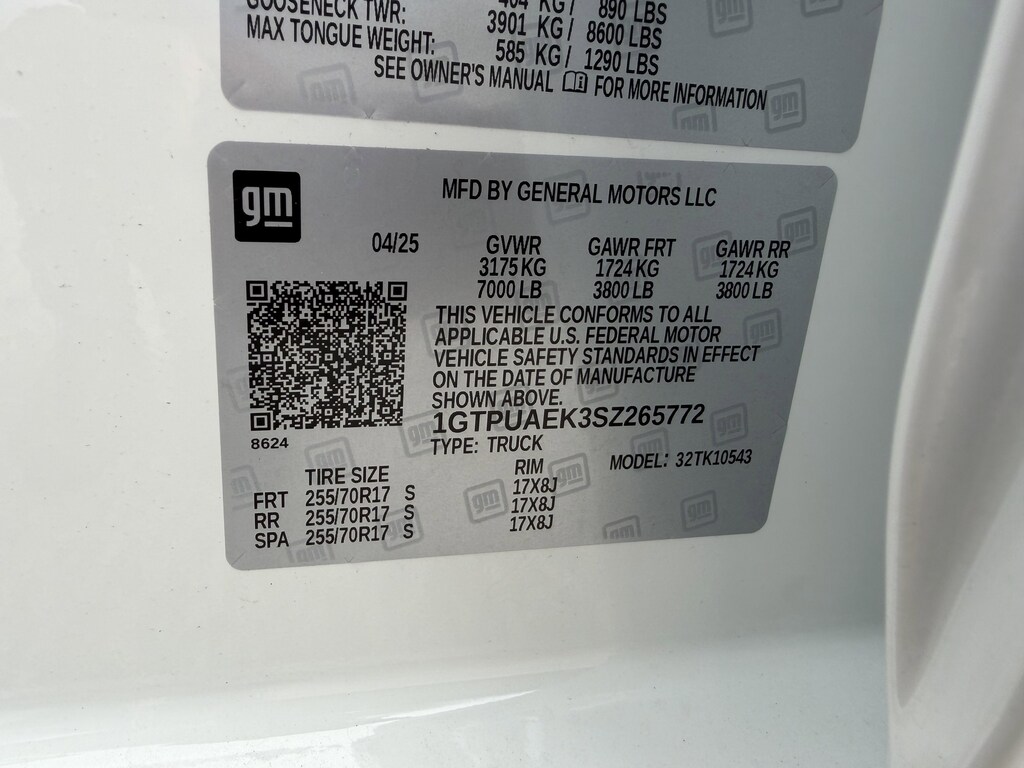 GOOSENECK TWR: 404 KG / 890 LBS
3901 KG / 8600 LBS
MAX TONGUE WEIGHT: 585 KG / 1290 LBS
SEE OWNER'S MANUAL FOR MORE INFORMATION
gm
MFD BY GENERAL MOTORS LLC
04/25 GVWR GAWR FRT GAWR RR
3175 KG 1724 KG 1724 KG
7000 LB 3800 LB 3800 LB
THIS VEHICLE CONFORMS TO ALL
APPLICABLE U.S. FEDERAL MOTOR
VEHICLE SAFETY STANDARDS IN EFFECT
ON THE DATE OF MANUFACTURE
SHOWN ABOVE.
1GTPUAEK3SZ265772
8624
TYPE: TRUCK
MODEL: 32TK10543
TIRE SIZE RIM
FRT 255/70R17 S 17X8J
RR 255/70R17 S 17X8J
SPA 255/70R17 S 17X8J